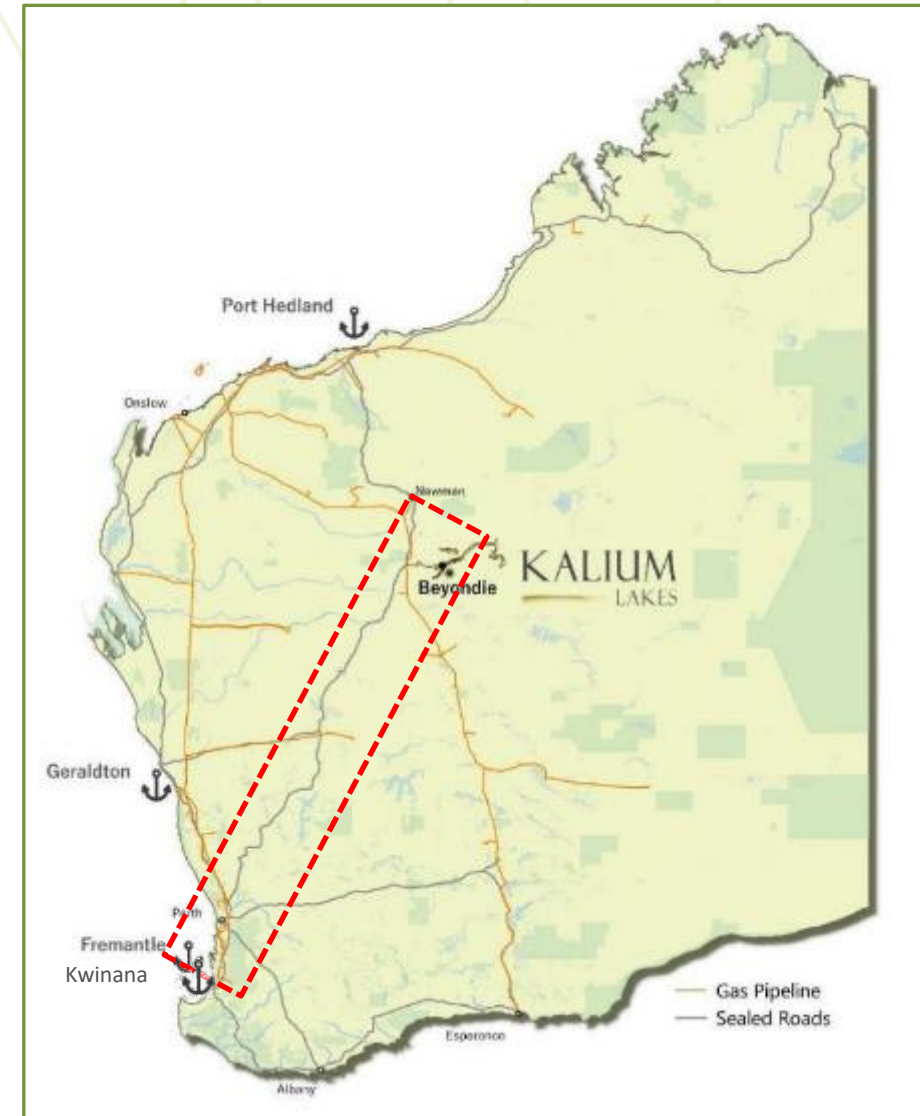 Port Hedland
Onslow
Newman
Beyondie
KALIUM
LAKES
Geraldton
Perth
Fremantle
Kwinana
Gas Pipeline
Sealed Roads
Esperance
Albany